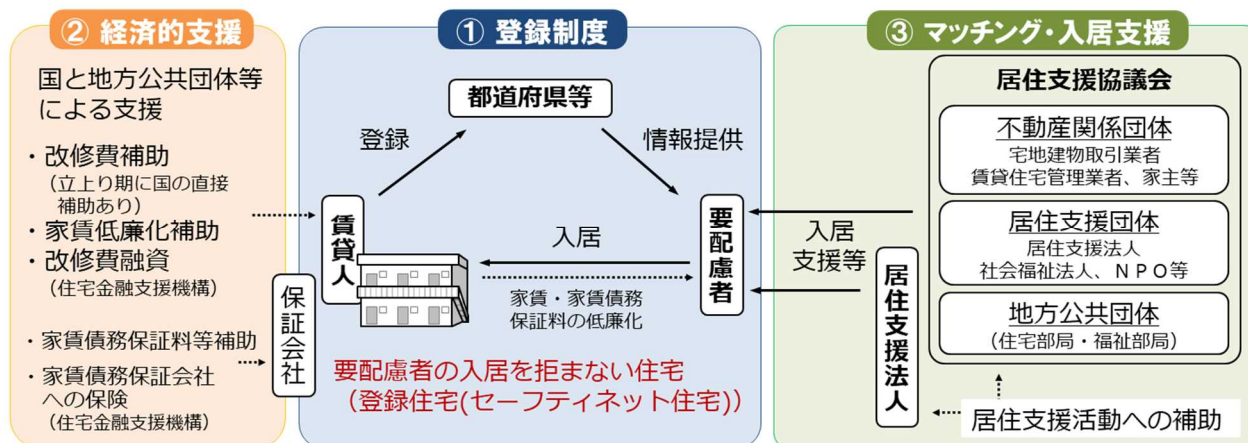 ② 経済的支援
国と地方公共団体等
による支援
・改修費補助
(立上り期に国の直接
補助あり)
・家賃低廉化補助
・改修費融資
(住宅金融支援機構)
・家賃債務保証料等補助
・家賃債務保証会社
への保険
(住宅金融支援機構)
保証会社
① 登録制度
都道府県等
登録
情報提供
賃貸人
入居
家賃・家賃債務
保証料の低廉化
要配慮者
要配慮者の入居を拒まない住宅
(登録住宅(セーフティネット住宅))
③ マッチング・入居支援
入居
支援等
居住支援法人
居住支援協議会
不動産関係団体
宅地建物取引業者
賃貸住宅管理業者、家主等
居住支援団体
居住支援法人
社会福祉法人、ＮＰＯ等
地方公共団体
(住宅部局・福祉部局)
居住支援活動への補助